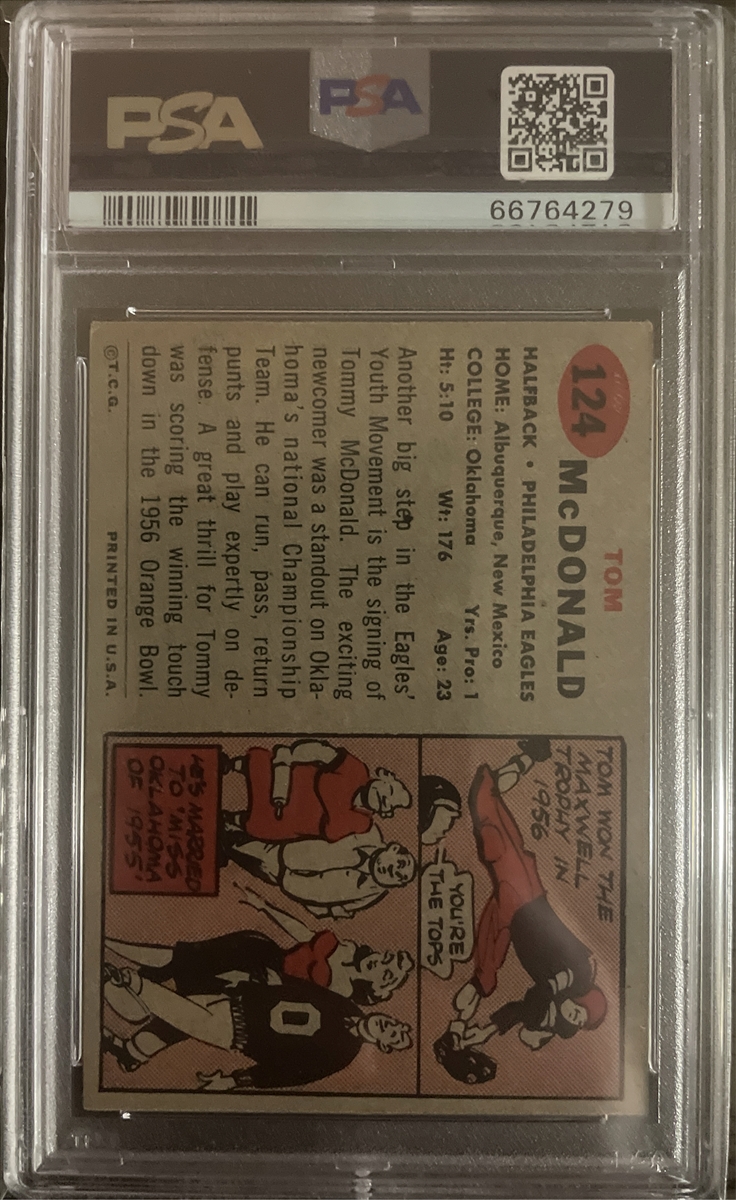 PSA
PSA
66764279
124
TOM
McDONALD
HALFBACK • PHILADELPHIA EAGLES
HOME: Albuquerque, New Mexico
COLLEGE: Oklahoma Yrs. Pro: 1
Ht: 5:10 Wt: 176 Age: 23
Another big step in the Eagles'
Youth Movement is the signing of
Tommy McDonald. The exciting
newcomer was a standout on Okla-
homa's national Championship
Team. He can run, pass, return
punts and play expertly on de-
fense. A great thrill for Tommy
was scoring the winning touch
down in the 1956 Orange Bowl.
©T.C.G. PRINTED IN U.S.A.
TOM WON THE
MAXWELL
TROPHY IN
1956
YOU'RE
THE TOPS
HE'S MARRIED
TO 'MISS
OKLAHOMA
OF 1955'
O